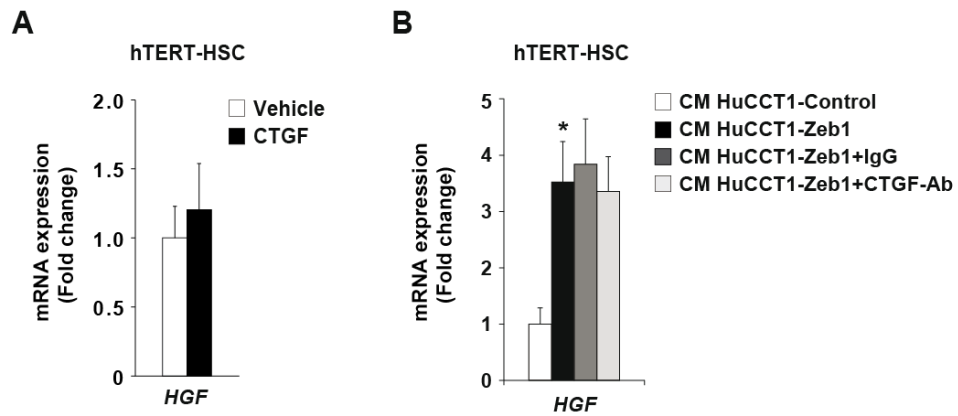 A
hTERT-HSC
mRNA expression
(Fold change)
2.0
1.5
1.0
0.5
0
Vehicle
CTGF
HGF
B
hTERT-HSC
mRNA expression
(Fold change)
5
4
3
2
1
0
*
CM HuCCT1-Control
CM HuCCT1-Zeb1
CM HuCCT1-Zeb1+IgG
CM HuCCT1-Zeb1+CTGF-Ab
HGF